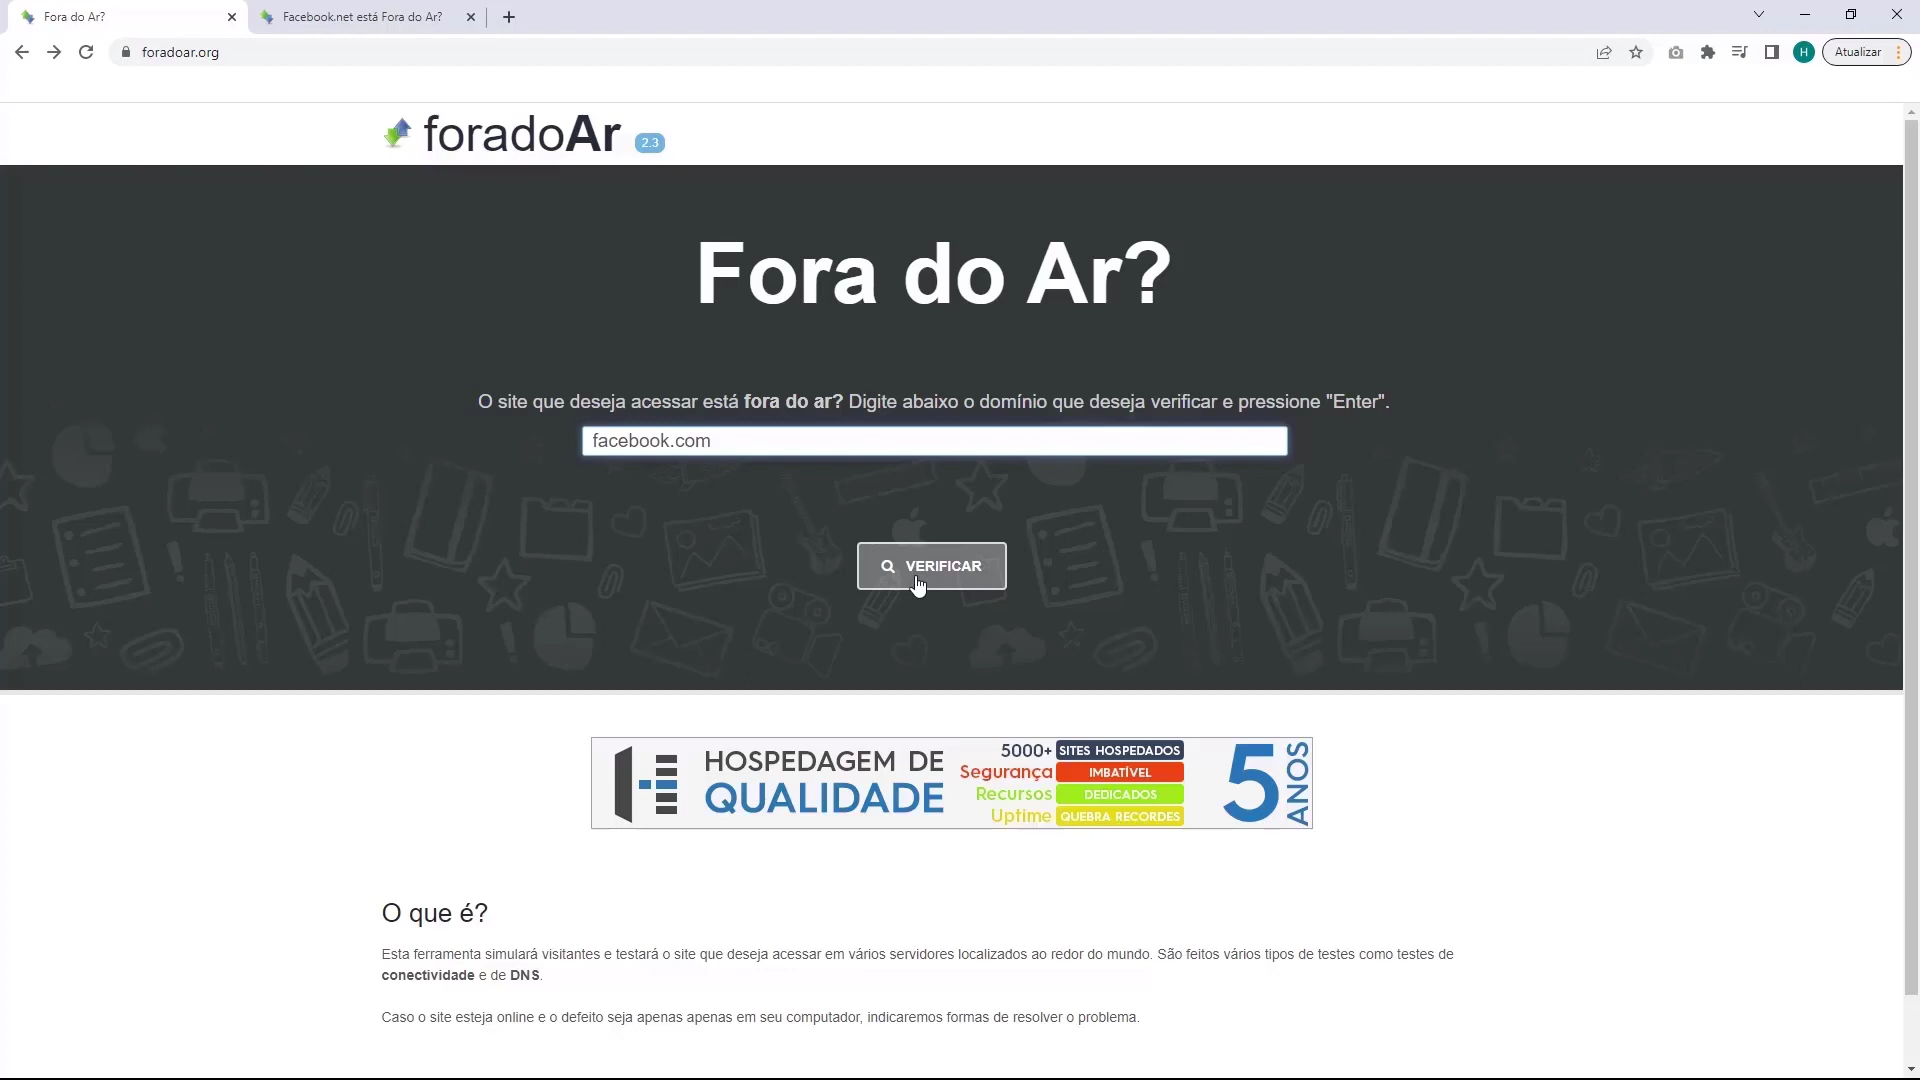 Fora do Ar?
Facebook.net está Fora do Ar?
foradoar.org
H
Atualizar
foradoAr 2.3
Fora do Ar?
O site que deseja acessar está fora do ar? Digite abaixo o domínio que deseja verificar e pressione "Enter".
facebook.com
VERIFICAR
HOSPEDAGEM DE
QUALIDADE
5000+ SITES HOSPEDADOS
Segurança IMBATÍVEL
Recursos DEDICADOS
Uptime QUEBRA RECORDES
5 ANOS
O que é?
Esta ferramenta simulará visitantes e testará o site que deseja acessar em vários servidores localizados ao redor do mundo. São feitos vários tipos de testes como testes de
conectividade e de DNS.
Caso o site esteja online e o defeito seja apenas apenas em seu computador, indicaremos formas de resolver o problema.